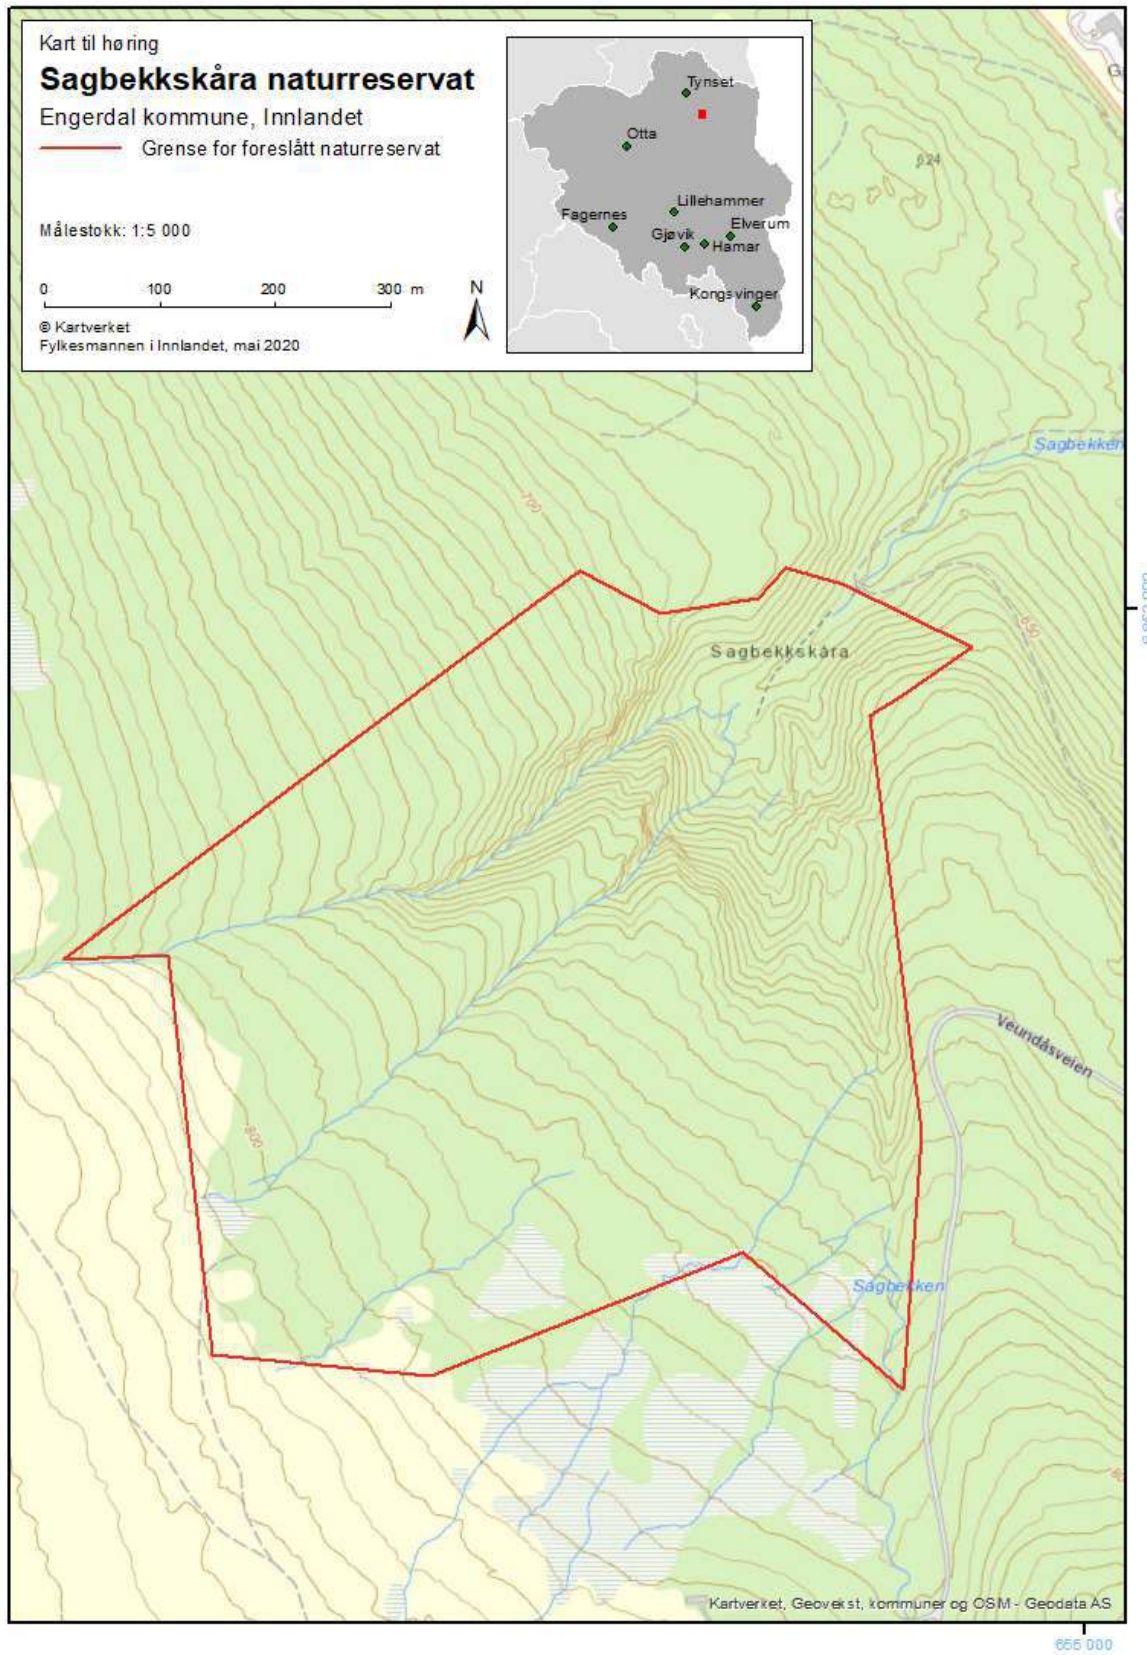 Kart til høring
Sagbekkskåra naturreservat
Engerdal kommune, Innlandet
Grense for foreslått naturreservat
Målestokk: 1:5 000
0 100 200 300 m
N
© Kartverket
Fylkesmannen i Innlandet, mai 2020
Tynset
Otta
Lillehammer
Fagernes
Elverum
Gjøvik
Hamar
Kongsvinger
624
Sagbekken
700
650
Sagbekkskåra
Veundåsveien
800
Sagbekken
Kartverket, Geovekst, kommuner og OSM - Geodata AS
655 000